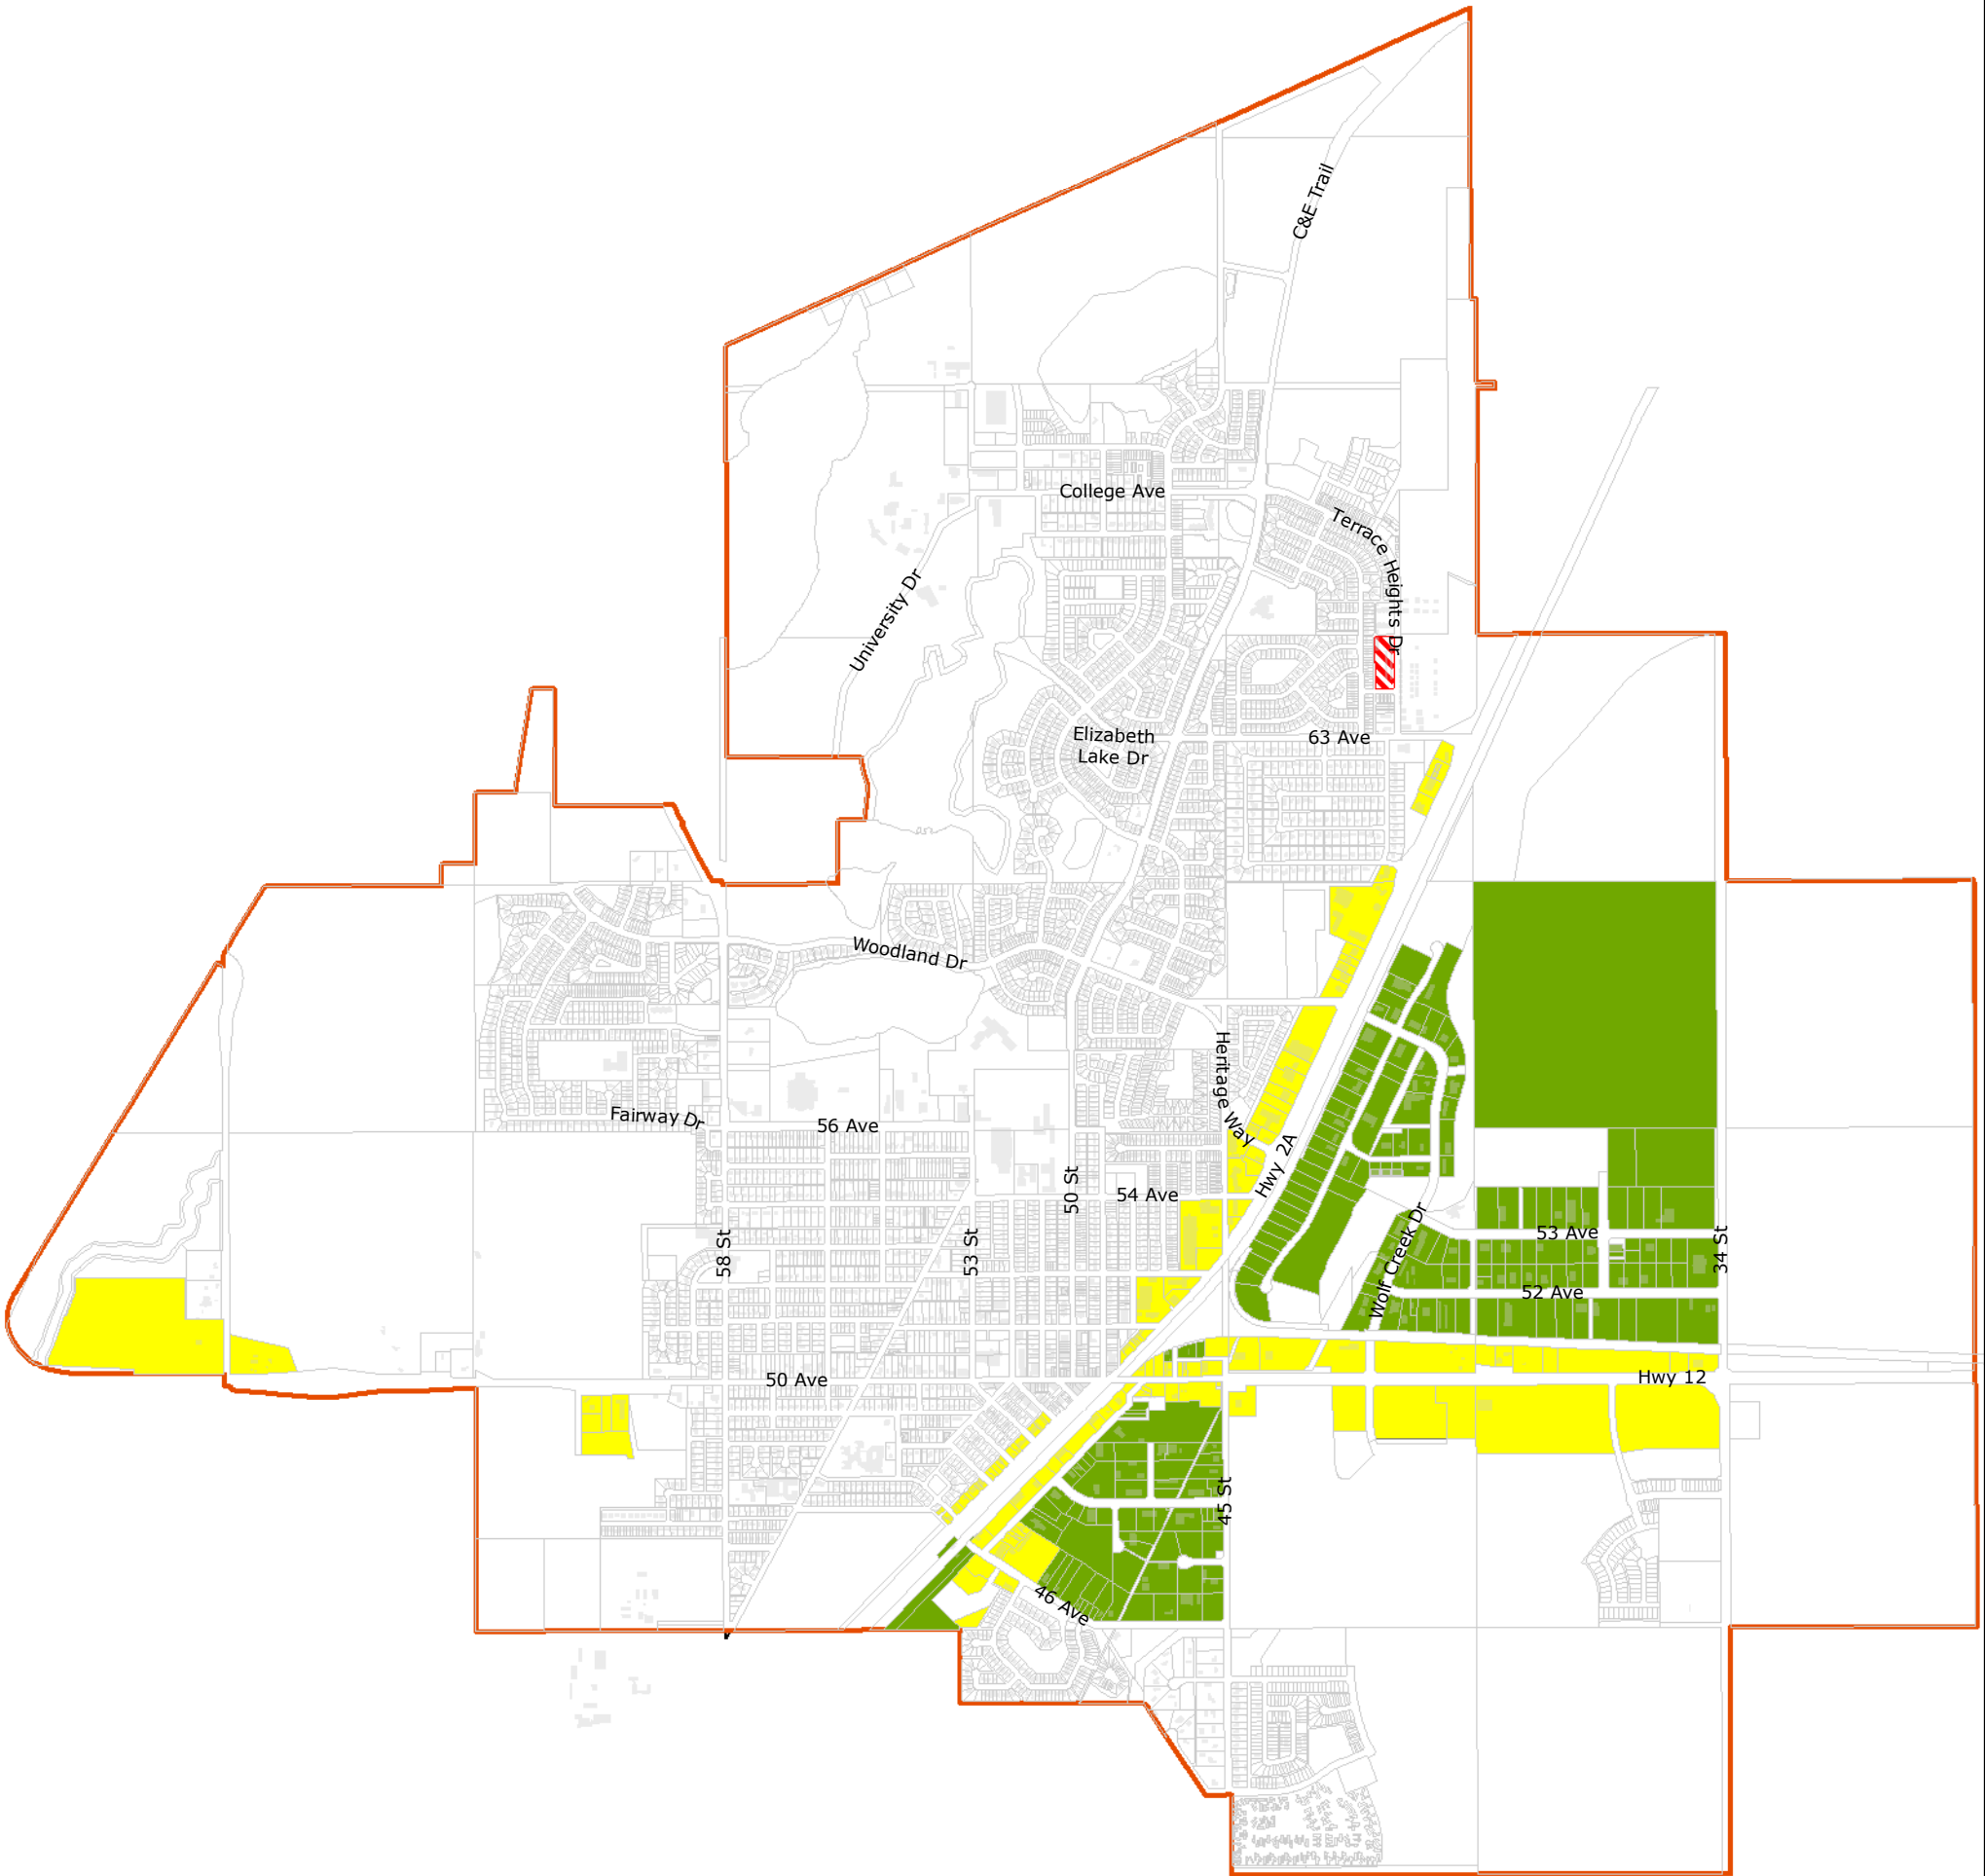 C&E Trail
College Ave
Terrace Heights Dr
University Dr
Elizabeth
Lake Dr
63 Ave
Woodland Dr
Heritage Way
Fairway Dr
56 Ave
Hwy 2A
50 St
54 Ave
Wolf Creek Dr
53 Ave
34 St
58 St
53 St
52 Ave
50 Ave
Hwy 12
45 St
46 Ave